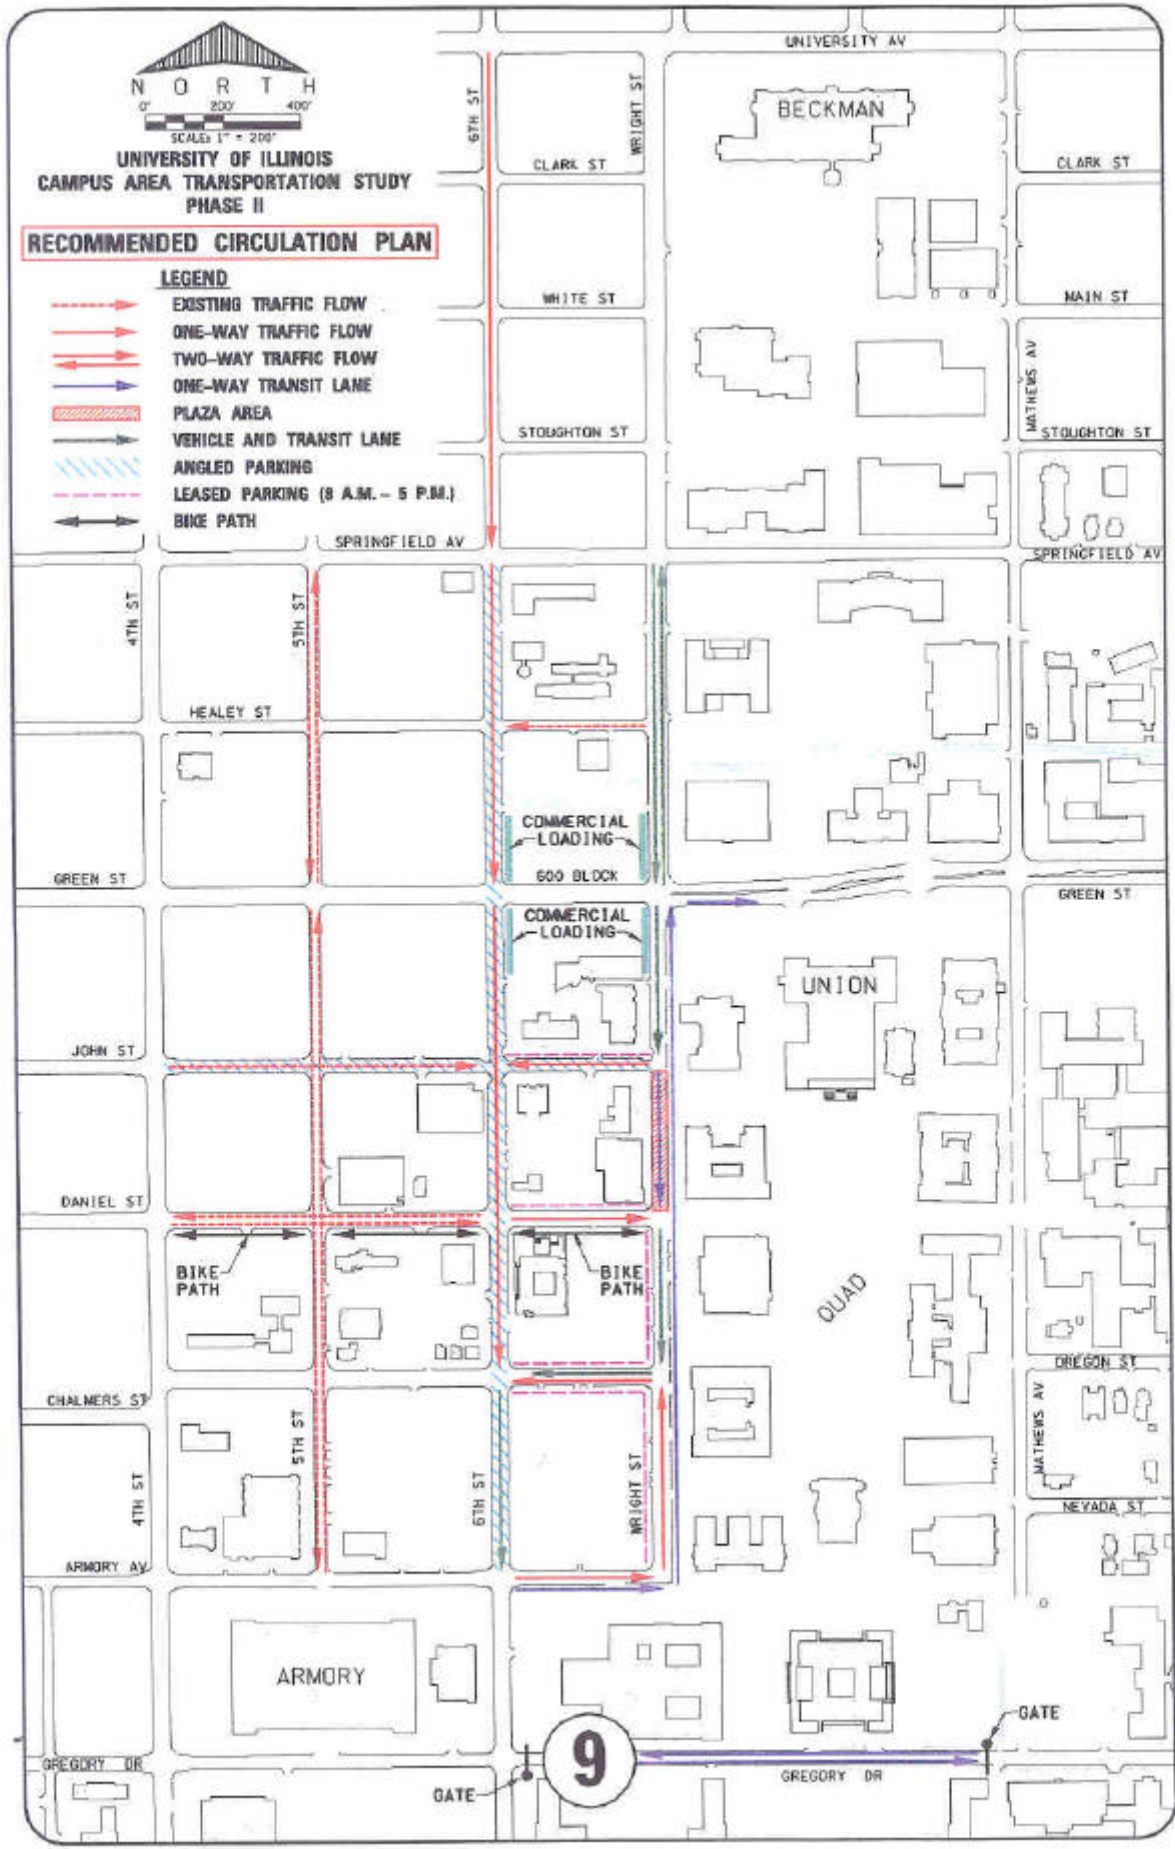 UNIVERSITY AV
NORTH
0' 200' 400'
SCALE: 1" = 200'
UNIVERSITY OF ILLINOIS
CAMPUS AREA TRANSPORTATION STUDY
PHASE II
RECOMMENDED CIRCULATION PLAN
LEGEND
EXISTING TRAFFIC FLOW
ONE-WAY TRAFFIC FLOW
TWO-WAY TRAFFIC FLOW
ONE-WAY TRANSIT LANE
PLAZA AREA
VEHICLE AND TRANSIT LANE
ANGLED PARKING
LEASED PARKING (8 A.M. - 5 P.M.)
BIKE PATH
6TH ST
WRIGHT ST
BECKMAN
CLARK ST
CLARK ST
WHITE ST
MAIN ST
MATHEWS AV
STOUGHTON ST
STOUGHTON ST
SPRINGFIELD AV
SPRINGFIELD AV
4TH ST
5TH ST
HEALEY ST
COMMERCIAL
LOADING
600 BLOCK
GREEN ST
GREEN ST
COMMERCIAL
LOADING
UNION
JOHN ST
DANIEL ST
BIKE
PATH
BIKE
PATH
QUAD
OREGON ST
CHALMERS ST
4TH ST
5TH ST
6TH ST
WRIGHT ST
MATHEWS AV
NEVADA ST
ARMORY AV
ARMORY
GATE
9
GREGORY DR
GREGORY DR
GATE